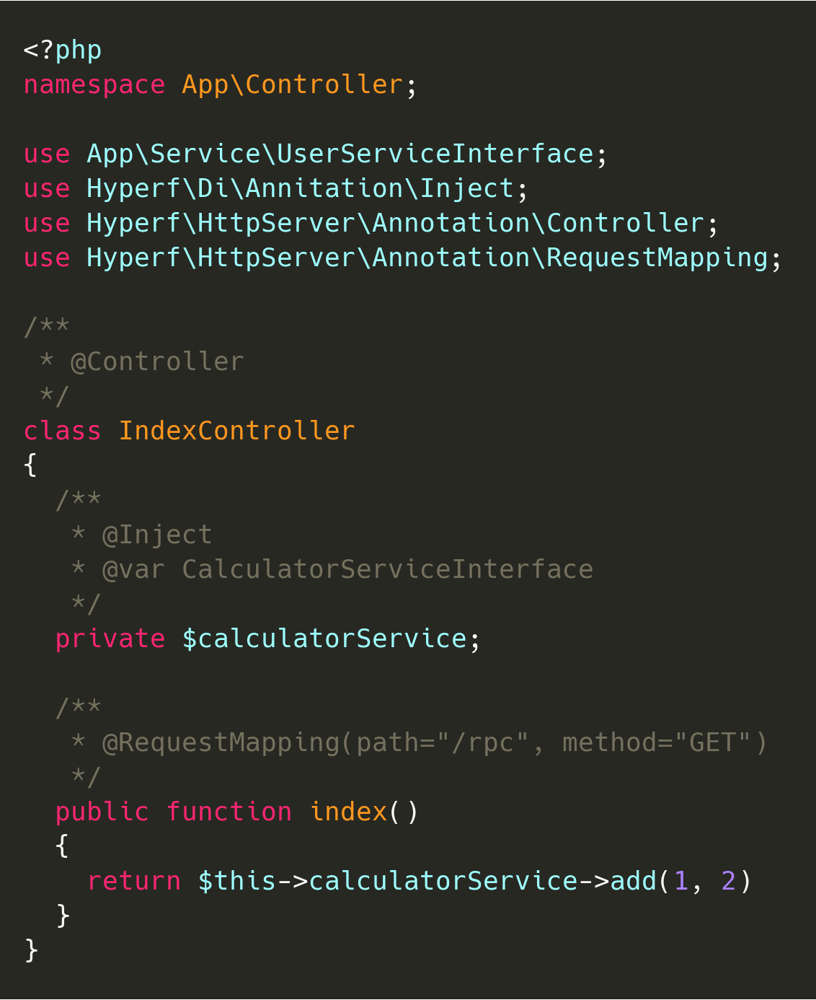 <?php
namespace App\Controller;

use App\Service\UserServiceInterface;
use Hyperf\Di\Annitation\Inject;
use Hyperf\HttpServer\Annotation\Controller;
use Hyperf\HttpServer\Annotation\RequestMapping;

/**
 * @Controller
 */
class IndexController
{
  /**
   * @Inject
   * @var CalculatorServiceInterface
   */
  private $calculatorService;

  /**
   * @RequestMapping(path="/rpc", method="GET")
   */
  public function index()
  {
    return $this->calculatorService->add(1, 2)
  }
}